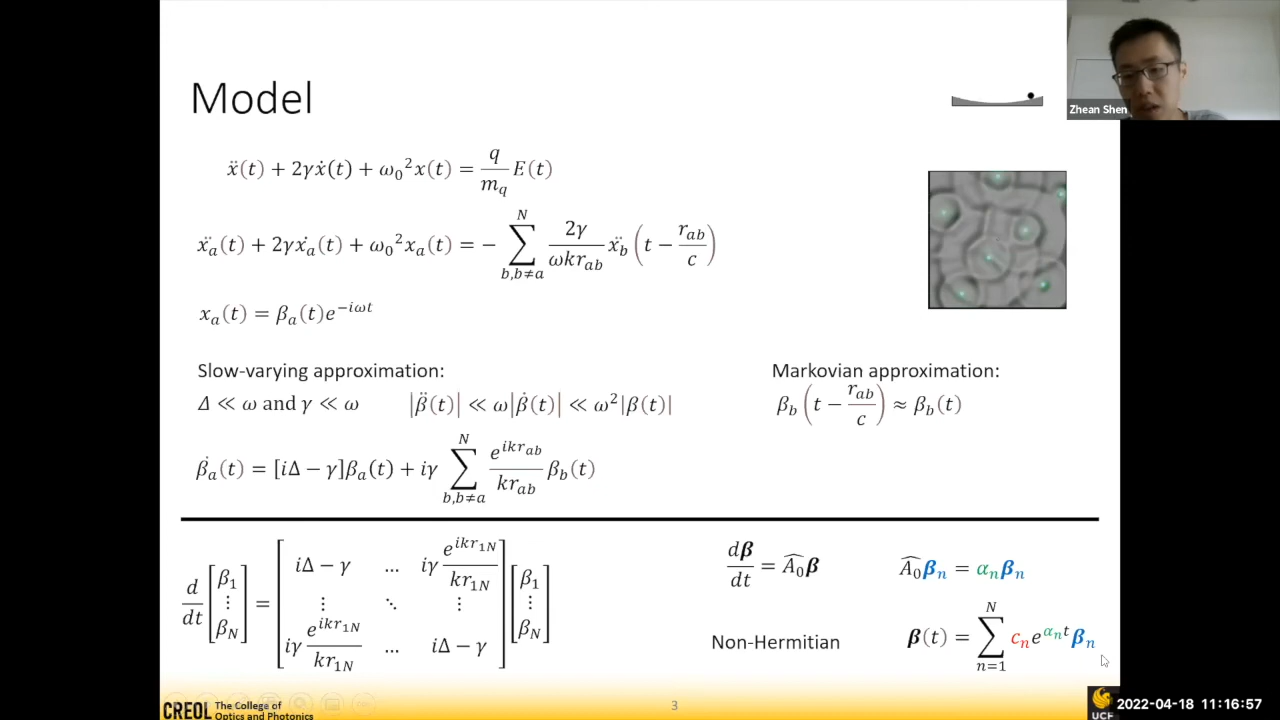 Model
Zhean Shen
ẍ(t) + 2γẋ(t) + ω₀²x(t) = q/m_q E(t)
ẍ_a(t) + 2γẋ_a(t) + ω₀²x_a(t) = − ∑_{b,b≠a}^{N} 2γ/(ωkr_ab) ẍ_b (t − r_ab/c)
x_a(t) = β_a(t)e^{−iωt}
Slow-varying approximation:
Δ ≪ ω and γ ≪ ω |β̈(t)| ≪ ω|β̇(t)| ≪ ω²|β(t)|
Markovian approximation:
β_b (t − r_ab/c) ≈ β_b(t)
β̇_a(t) = [iΔ − γ]β_a(t) + iγ ∑_{b,b≠a}^{N} e^{ikr_ab}/(kr_ab) β_b(t)
d/dt [β₁ ⋮ β_N] = [iΔ − γ … iγ e^{ikr_1N}/(kr_1N) ⋮ ⋱ ⋮ iγ e^{ikr_1N}/(kr_1N) … iΔ − γ] [β₁ ⋮ β_N]
dβ/dt = Â₀β
Â₀β_n = α_nβ_n
Non-Hermitian
β(t) = ∑_{n=1}^{N} c_n e^{α_n t} β_n
CREOL The College of
Optics and Photonics
3
UCF
2022-04-18 11:16:57